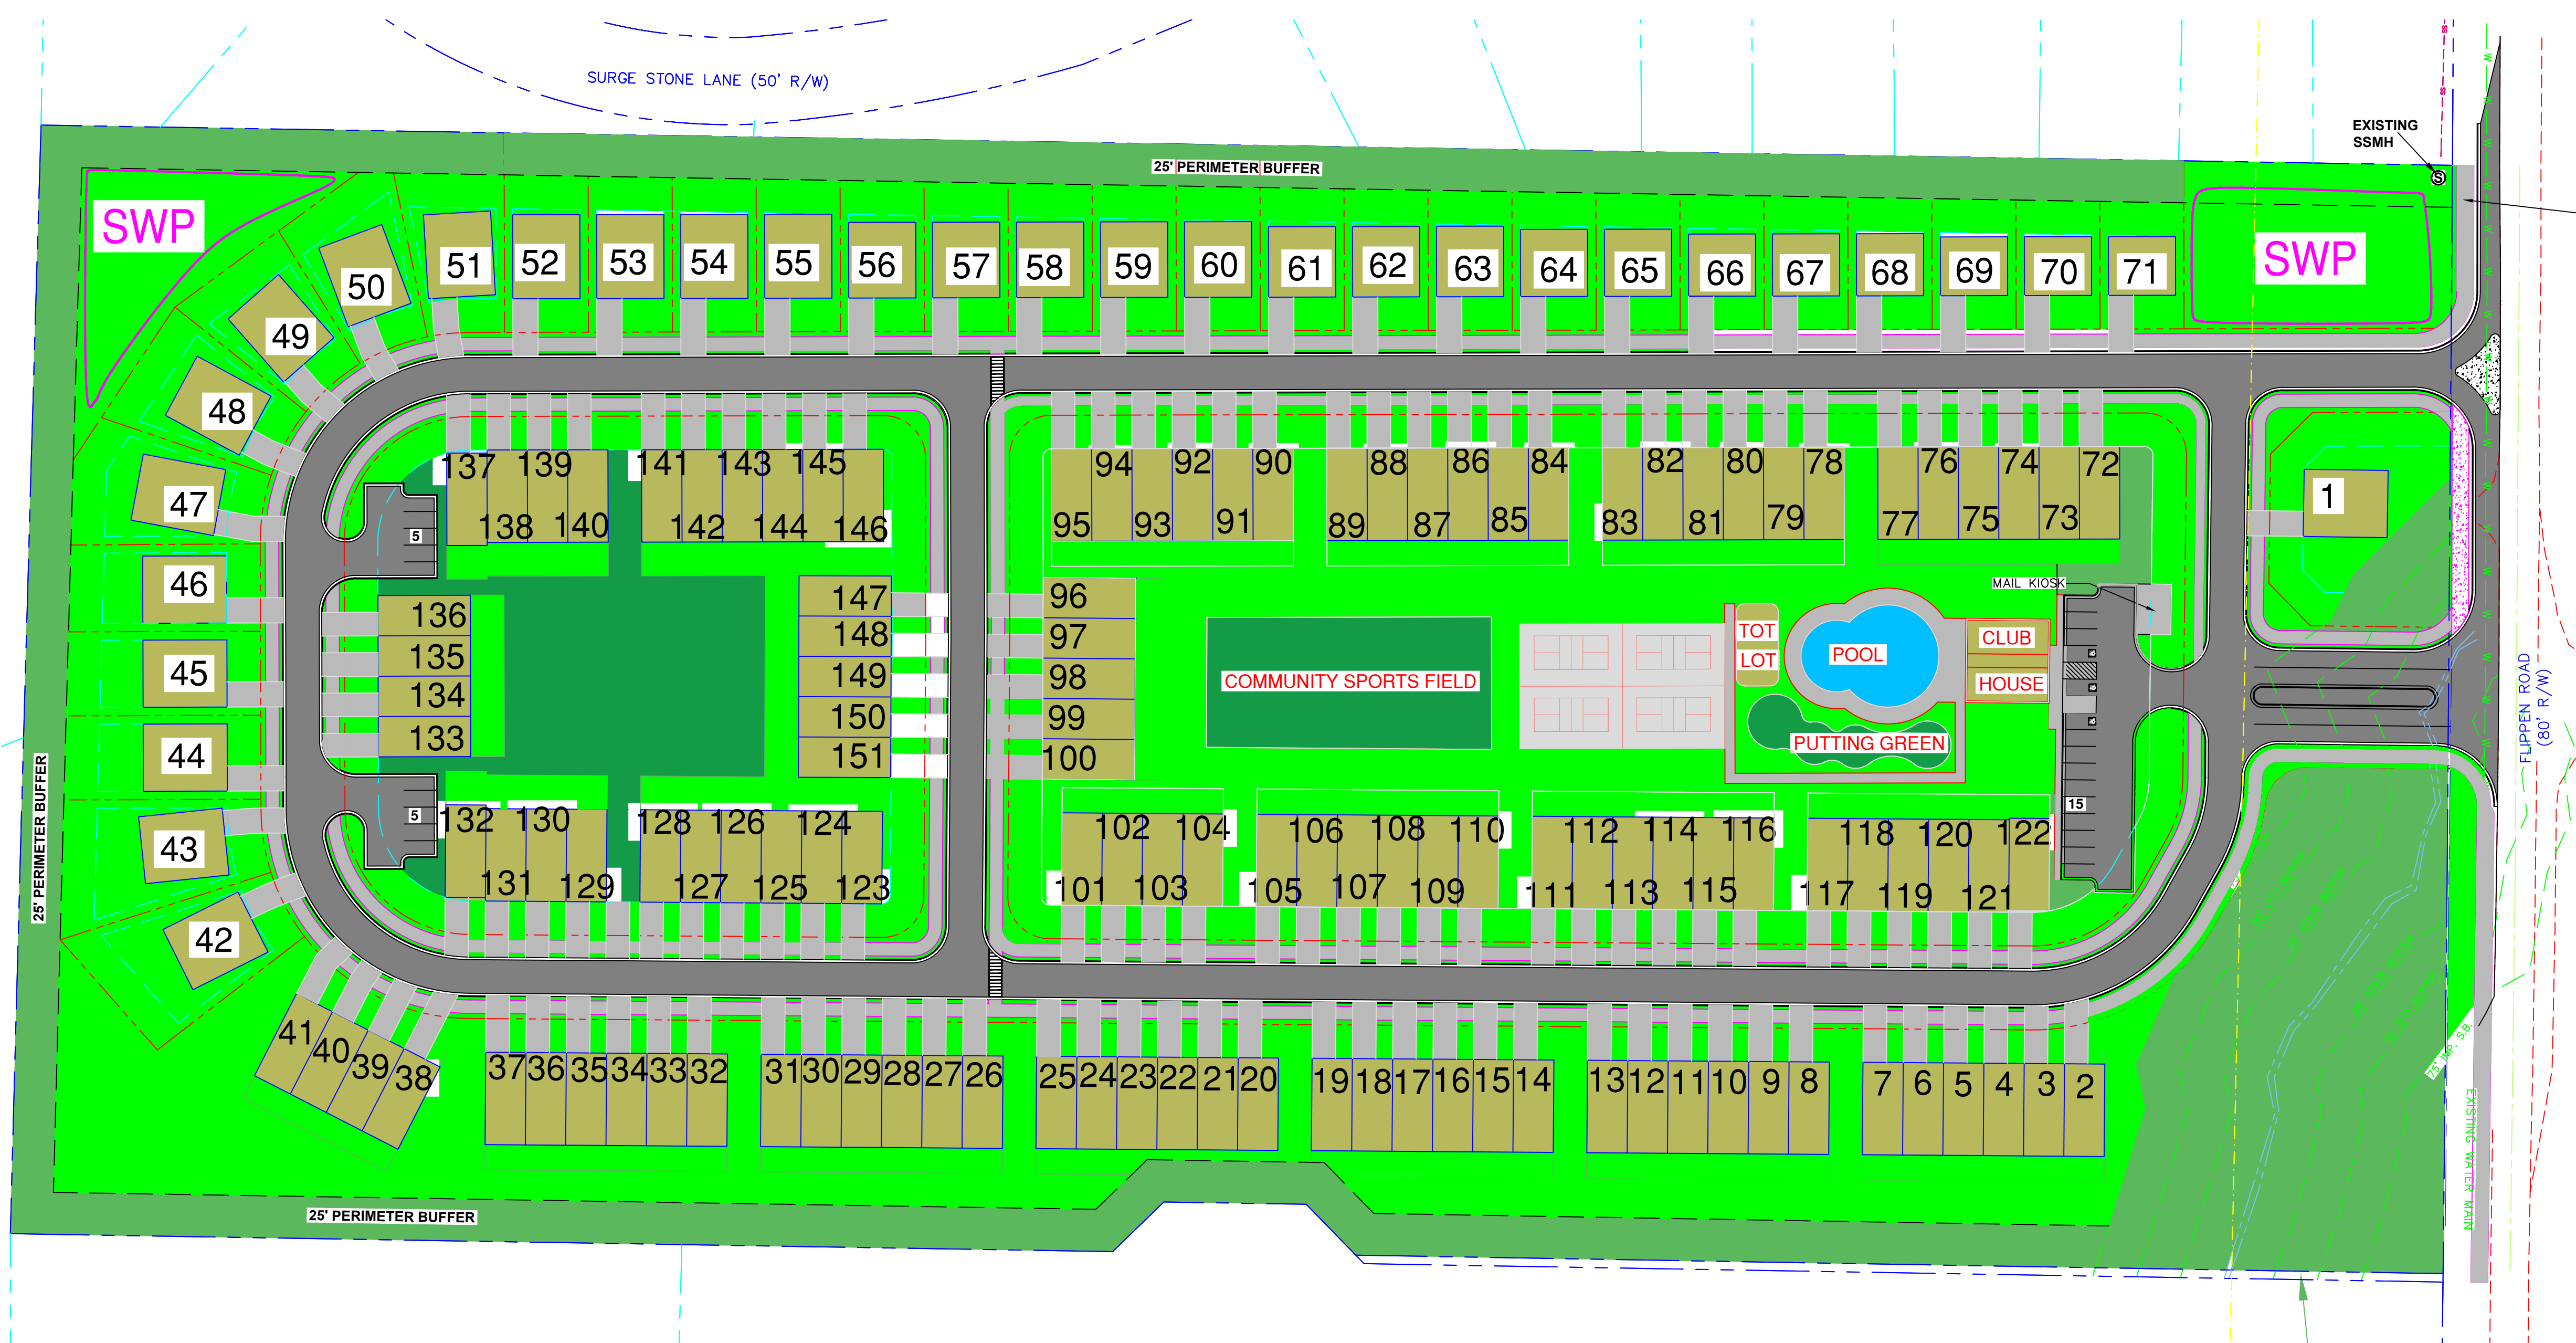 SURGE STONE LANE (50' R/W)
EXISTING
SSMH
S
25' PERIMETER BUFFER
SWP
SWP
51 52 53 54 55 56 57 58 59 60 61 62 63 64 65 66 67 68 69 70 71
50
49
48
47
46
45
44
43
42
137 139 141 143 145
138 140 142 144 146
94 92 90 88 86 84 82 80 78 76 74 72
95 93 91 89 87 85 83 81 79 77 75 73
1
5
136
135
134
133
5
147
148
149
150
151
96
97
98
99
100
COMMUNITY SPORTS FIELD
TOT
LOT
POOL
CLUB
HOUSE
PUTTING GREEN
MAIL KIOSK
15
132 130 128 126 124
131 129 127 125 123
102 104 106 108 110 112 114 116 118 120 122
101 103 105 107 109 111 113 115 117 119 121
41 40 39 38
37 36 35 34 33 32 31 30 29 28 27 26 25 24 23 22 21 20 19 18 17 16 15 14 13 12 11 10 9 8 7 6 5 4 3 2
25' PERIMETER BUFFER
25' PERIMETER BUFFER
FLIPPEN ROAD
(80' R/W)
75' IMP. S.B.
EXISTING WATER MAIN